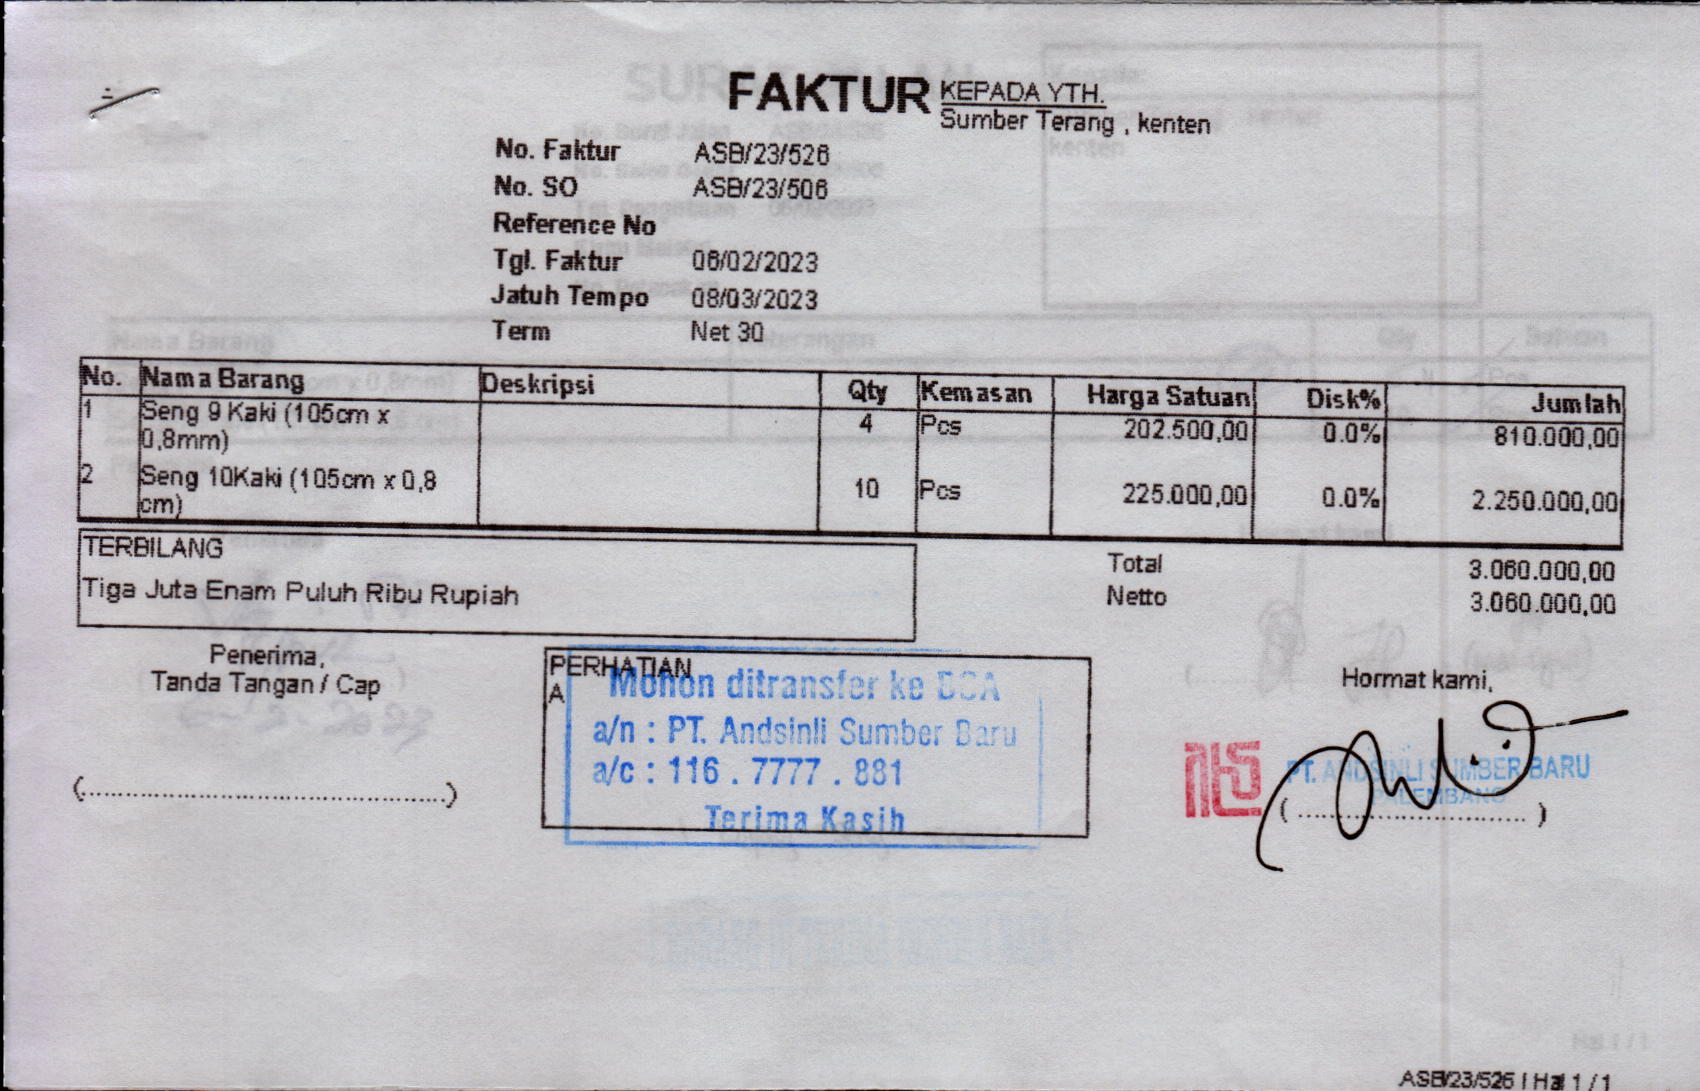 FAKTUR
KEPADA YTH.
Sumber Terang , kenten
No. Faktur ASB/23/526
No. SO ASB/23/506
Reference No
Tgl. Faktur 06/02/2023
Jatuh Tempo 08/03/2023
Term Net 30
No. Nama Barang Deskripsi Qty Kemasan Harga Satuan Disk% Jumlah
1 Seng 9 Kaki (105cm x 4 Pcs 202.500,00 0.0% 810.000,00
0,8mm)
2 Seng 10Kaki (105cm x 0,8 10 Pcs 225.000,00 0.0% 2.250.000,00
cm)
TERBILANG
Tiga Juta Enam Puluh Ribu Rupiah
Total 3.060.000,00
Netto 3.060.000,00
Penerima,
Tanda Tangan / Cap
(................................................)
PERHATIAN
A
Mohon ditransfer ke BCA
a/n : PT. Andsinli Sumber Baru
a/c : 116 . 7777 . 881
Terima Kasih
Hormat kami,
PT. ANDSINLI SUMBER BARU
PALEMBANG
(..............................)
ASB/23/526 | Hal 1 / 1